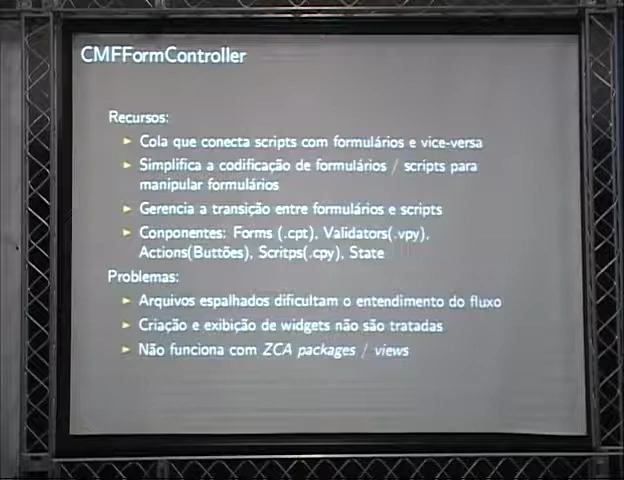 CMFFormController
Recursos:
Cola que conecta scripts com formulários e vice-versa
Simplifica a codificação de formulários / scripts para
manipular formulários
Gerencia a transição entre formulários e scripts
Conponentes: Forms (.cpt), Validators(.vpy),
Actions(Buttões), Scritps(.cpy), State
Problemas:
Arquivos espalhados dificultam o entendimento do fluxo
Criação e exibição de widgets não são tratadas
Não funciona com ZCA packages / views